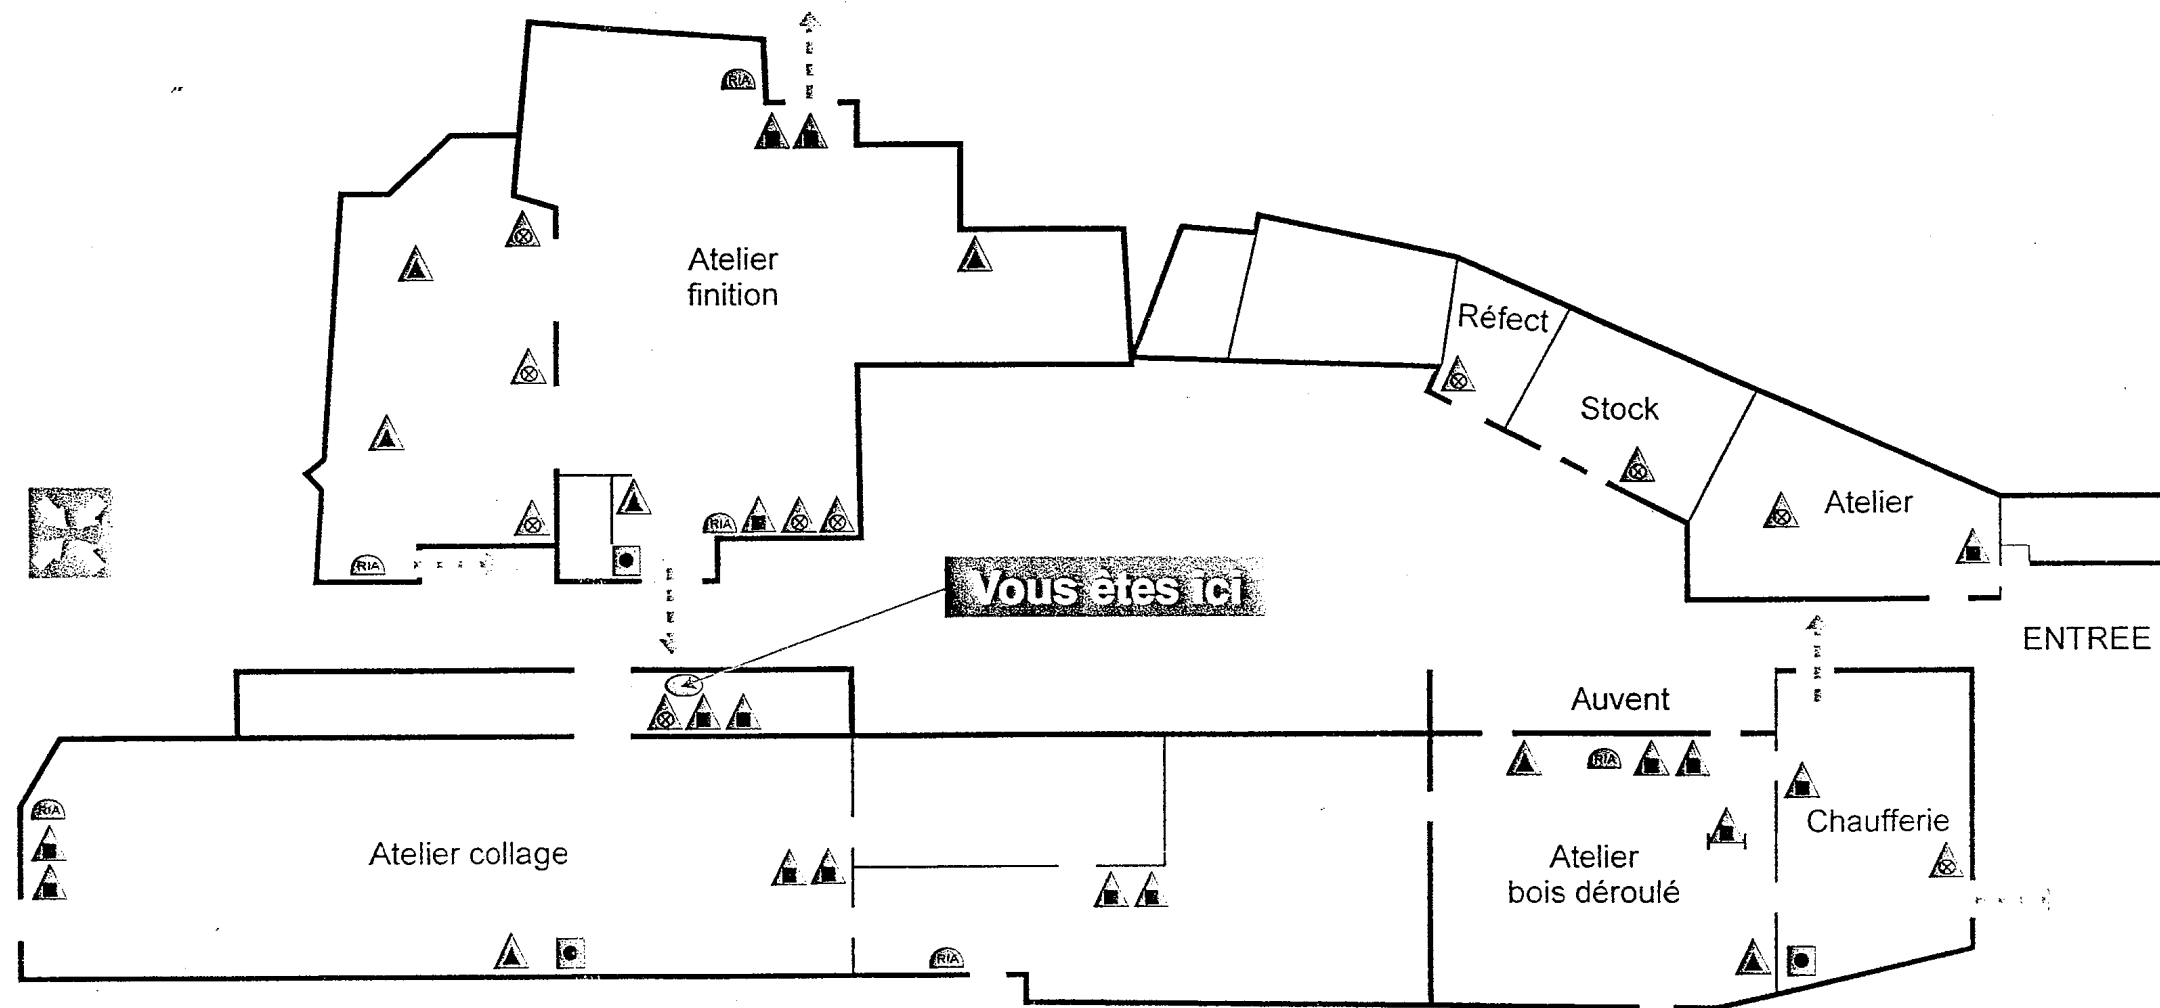 RIA
Atelier
finition
Réfect
Stock
Atelier
RIA
RIA
Vous êtes ici
ENTREE
Auvent
RIA
RIA
Chaufferie
Atelier collage
Atelier
bois déroulé
RIA